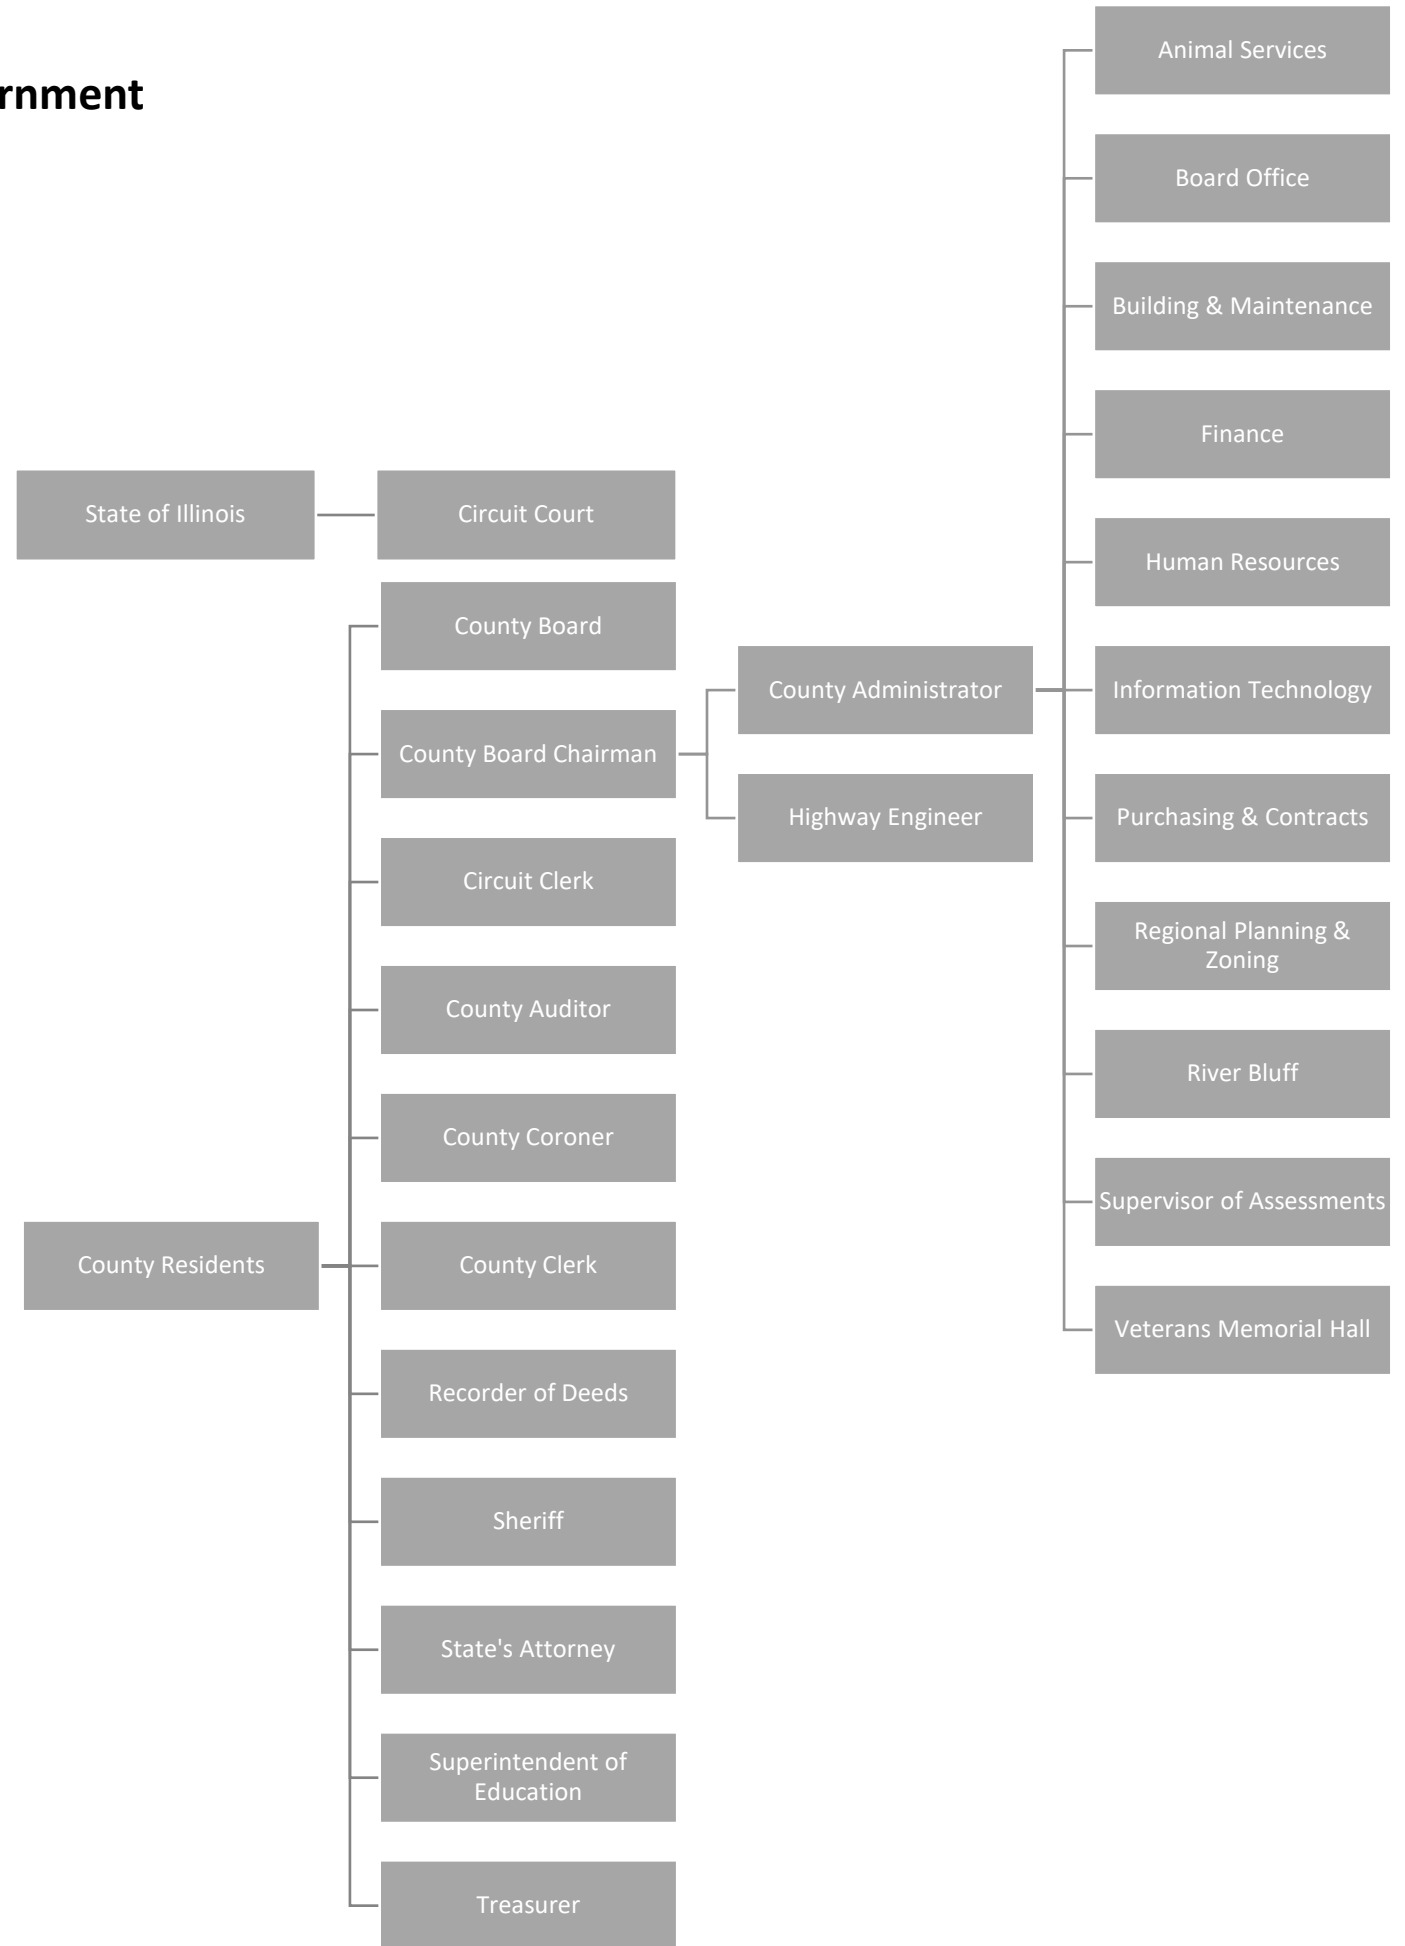 rnment
State of Illinois
Circuit Court
County Residents
County Board
County Board Chairman
Circuit Clerk
County Auditor
County Coroner
County Clerk
Recorder of Deeds
Sheriff
State's Attorney
Superintendent of
Education
Treasurer
County Administrator
Highway Engineer
Animal Services
Board Office
Building & Maintenance
Finance
Human Resources
Information Technology
Purchasing & Contracts
Regional Planning &
Zoning
River Bluff
Supervisor of Assessments
Veterans Memorial Hall